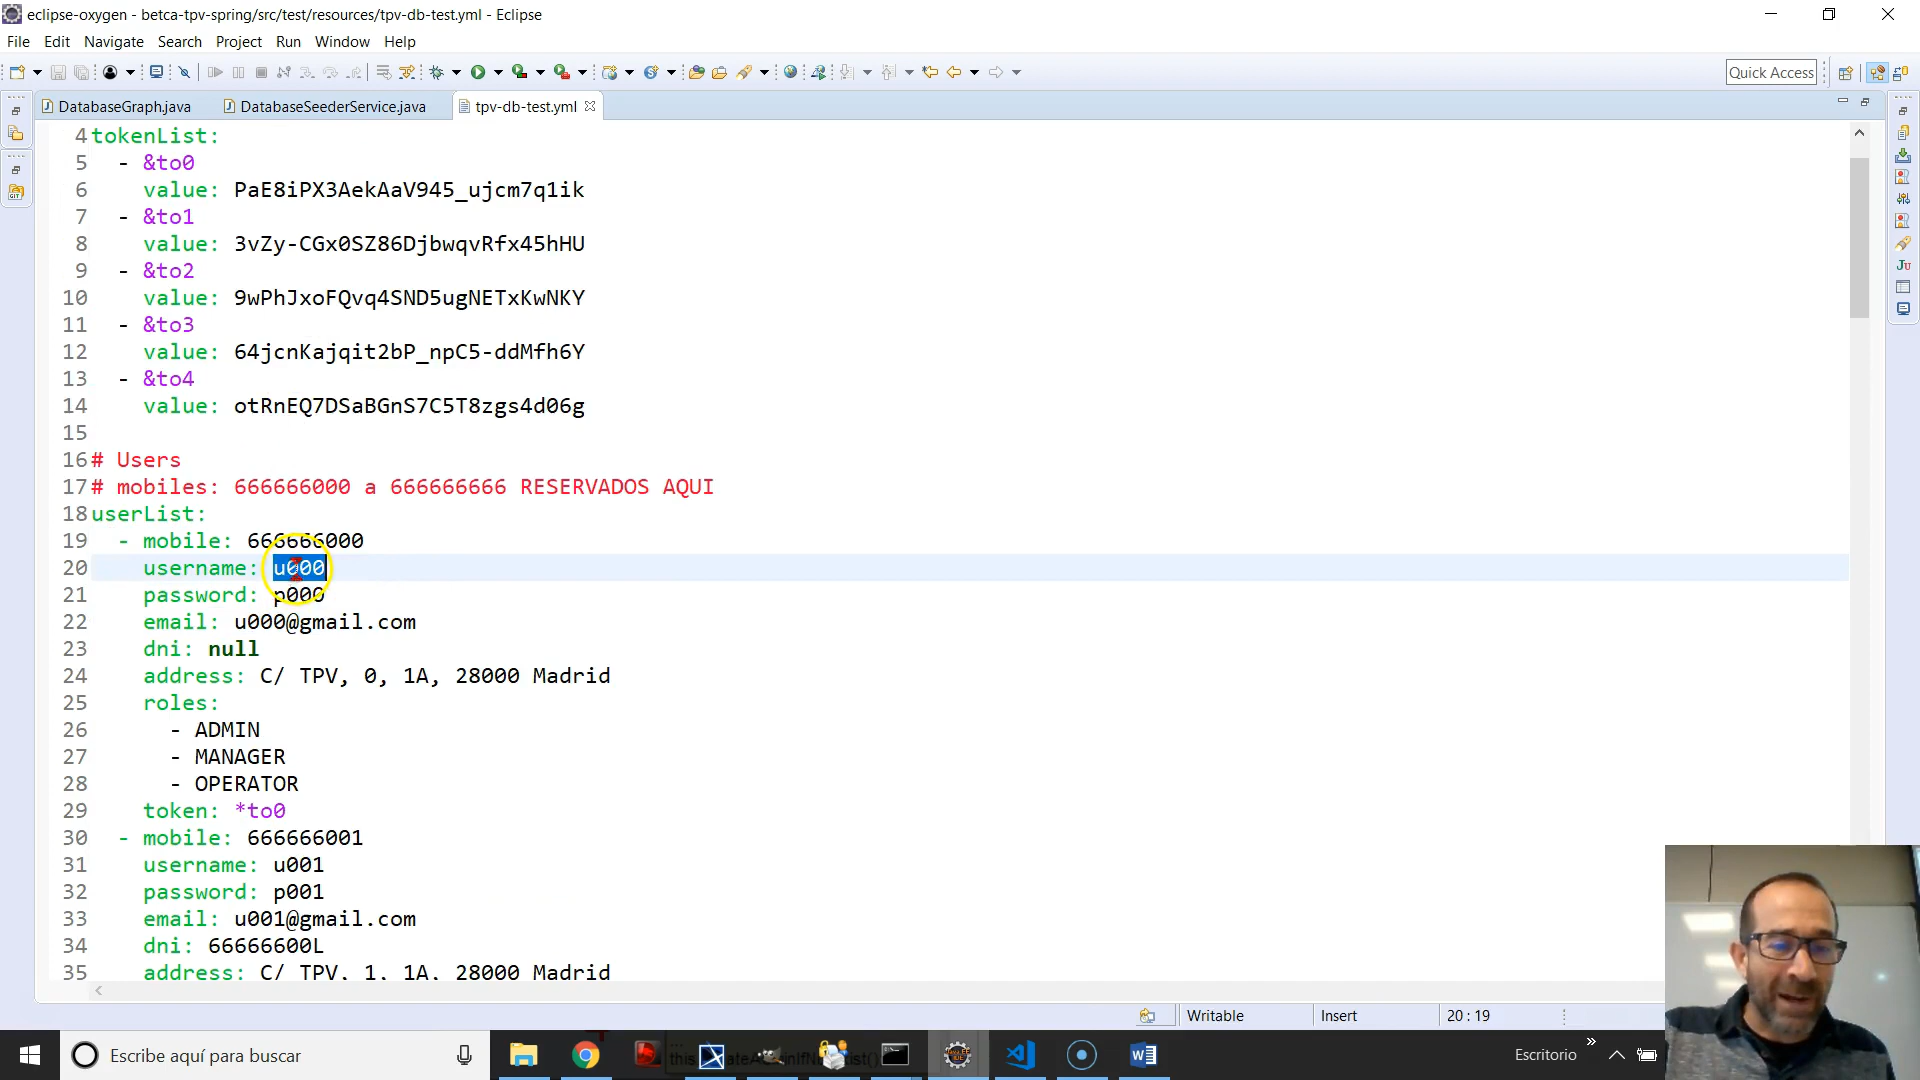 eclipse-oxygen - betca-tpv-spring/src/test/resources/tpv-db-test.yml - Eclipse
File Edit Navigate Search Project Run Window Help
Quick Access
DatabaseGraph.java DatabaseSeederService.java tpv-db-test.yml
4 tokenList:
5 - &to0
6 value: PaE8iPX3AekAaV945_ujcm7q1ik
7 - &to1
8 value: 3vZy-CGx0SZ86DjbwqvRfx45hHU
9 - &to2
10 value: 9wPhJxoFQvq4SND5ugNETxKwNKY
11 - &to3
12 value: 64jcnKajqit2bP_npC5-ddMfh6Y
13 - &to4
14 value: otRnEQ7DSaBGnS7C5T8zgs4d06g
15
16 # Users
17 # mobiles: 666666000 a 666666666 RESERVADOS AQUI
18 userList:
19 - mobile: 666666000
20 username: u000
21 password: p000
22 email: u000@gmail.com
23 dni: null
24 address: C/ TPV, 0, 1A, 28000 Madrid
25 roles:
26 - ADMIN
27 - MANAGER
28 - OPERATOR
29 token: *to0
30 - mobile: 666666001
31 username: u001
32 password: p001
33 email: u001@gmail.com
34 dni: 66666600L
35 address: C/ TPV, 1, 1A, 28000 Madrid
Writable Insert 20 : 19
Escribe aquí para buscar
Escritorio